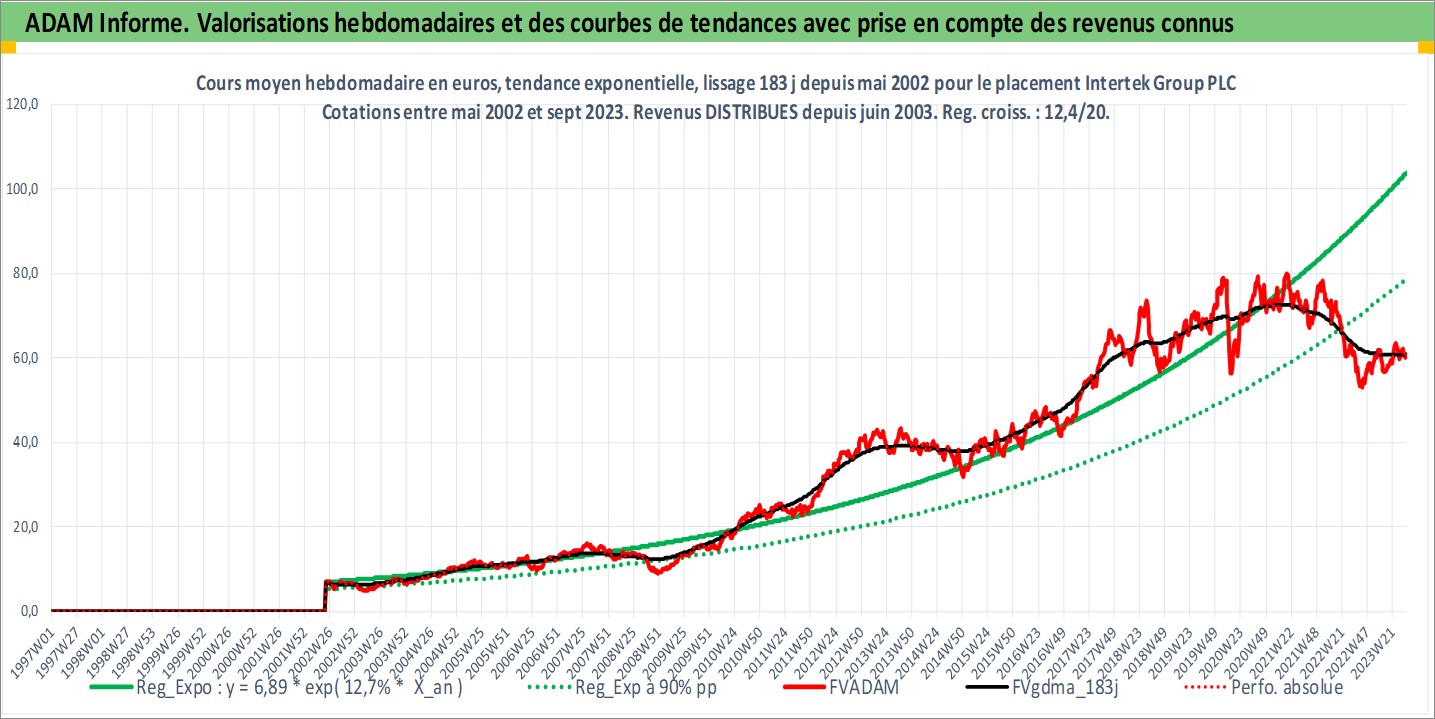 ADAM Informe. Valorisations hebdomadaires et des courbes de tendances avec prise en compte des revenus connus
Cours moyen hebdomadaire en euros, tendance exponentielle, lissage 183 j depuis mai 2002 pour le placement Intertek Group PLC
Cotations entre mai 2002 et sept 2023. Revenus DISTRIBUES depuis juin 2003. Reg. croiss. : 12,4/20.
120,0
100,0
80,0
60,0
40,0
20,0
0,0
1997W01
1997W27
1998W01
1998W27
1998W53
1999W26
1999W52
2000W26
2000W52
2001W26
2001W52
2002W26
2002W52
2003W26
2003W52
2004W26
2004W52
2005W25
2005W51
2006W25
2006W51
2007W25
2007W51
2008W25
2008W51
2009W25
2009W51
2010W24
2010W50
2011W24
2011W50
2012W24
2012W50
2013W24
2013W50
2014W24
2014W50
2015W24
2015W50
2016W23
2016W49
2017W23
2017W49
2018W23
2018W49
2019W23
2019W49
2020W23
2020W49
2021W22
2021W48
2022W21
2022W47
2023W21
Reg_Expo : y = 6,89 * exp( 12,7% * X_an )
Reg_Exp à 90% pp
FVADAM
FVgdma_183j
Perfo. absolue